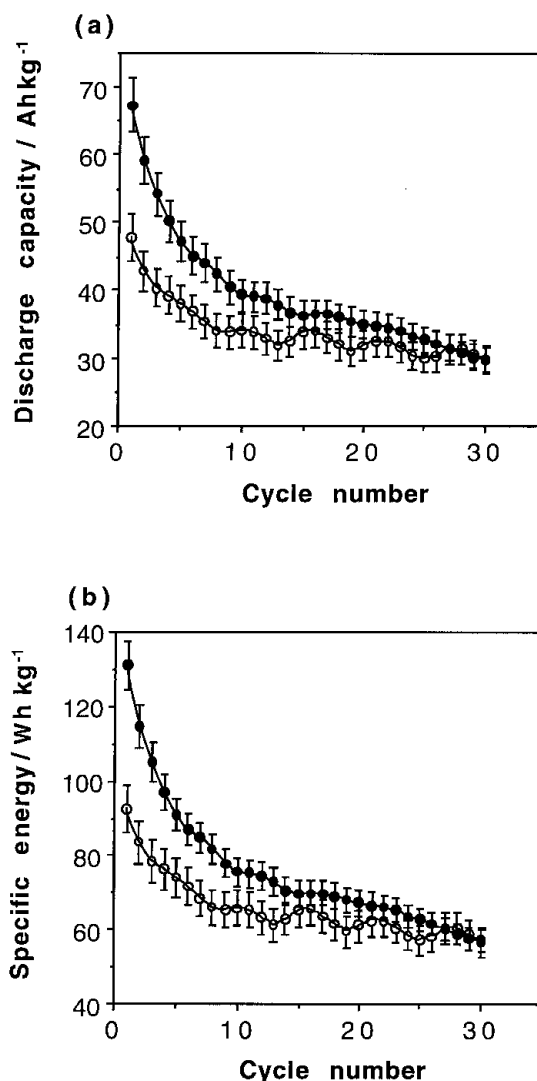 (a)
Discharge capacity / Ahkg⁻¹
70
60
50
40
30
20
0 10 20 30
Cycle number
(b)
Specific energy/Wh kg⁻¹
140
120
100
80
60
40
0 10 20 30
Cycle number